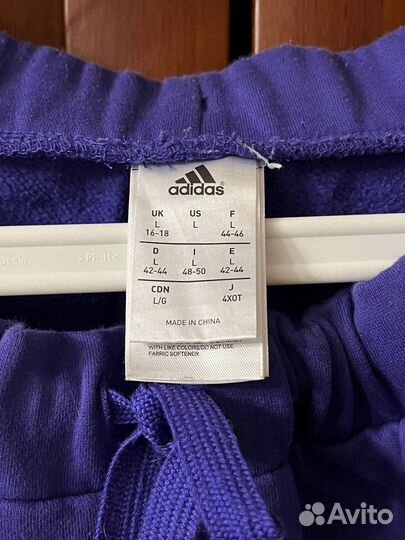 adidas
UK US F
L L L
16-18 44-46
D I E
L L L
42-44 48-50 42-44
CDN J
L/G 4XOT
MADE IN CHINA
WITH LIKE COLORS/DO NOT USE
FABRIC SOFTENER
Avito